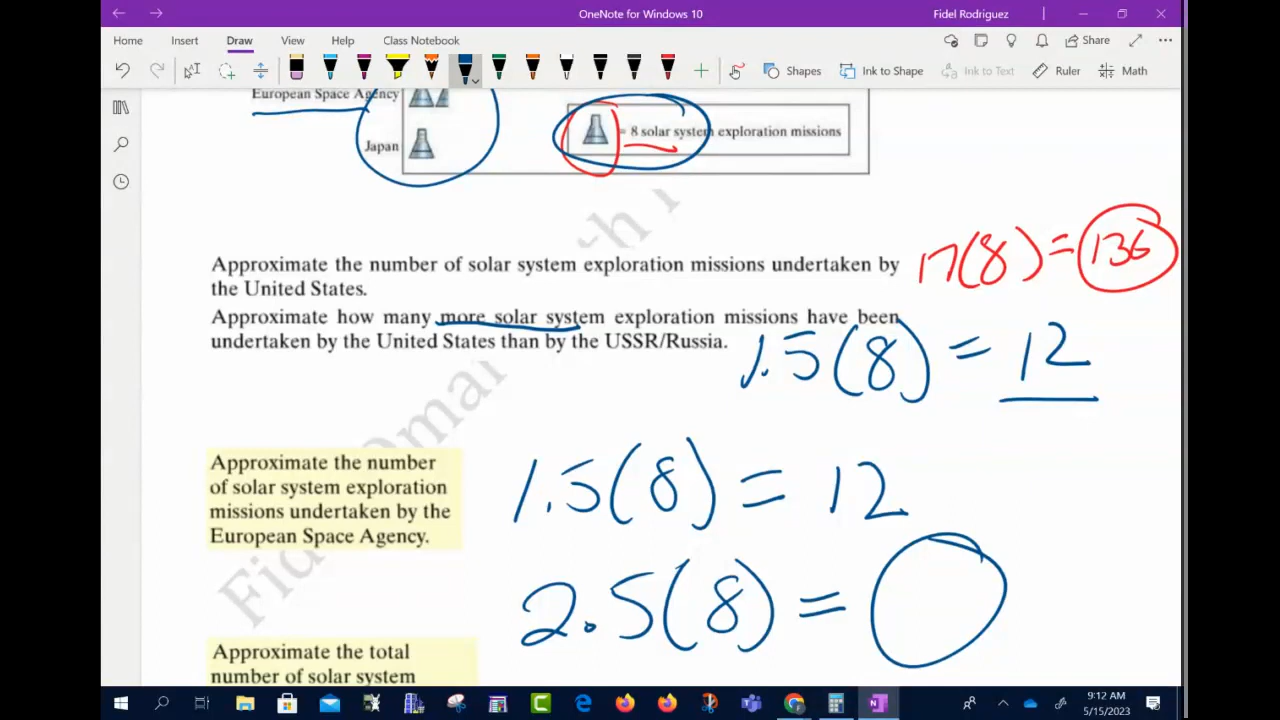 OneNote for Windows 10
Fidel Rodriguez
Home Insert Draw View Help Class Notebook
Share
Shapes Ink to Shape Ink to Text Ruler Math
European Space Agency
Japan
= 8 solar system exploration missions
17(8) = 136
Approximate the number of solar system exploration missions undertaken by
the United States.
Approximate how many more solar system exploration missions have been
undertaken by the United States than by the USSR/Russia.
1.5(8) = 12
Approximate the number
of solar system exploration
missions undertaken by the
European Space Agency.
1.5(8) = 12
2.5(8) =
Approximate the total
number of solar system
9:12 AM
5/15/2023